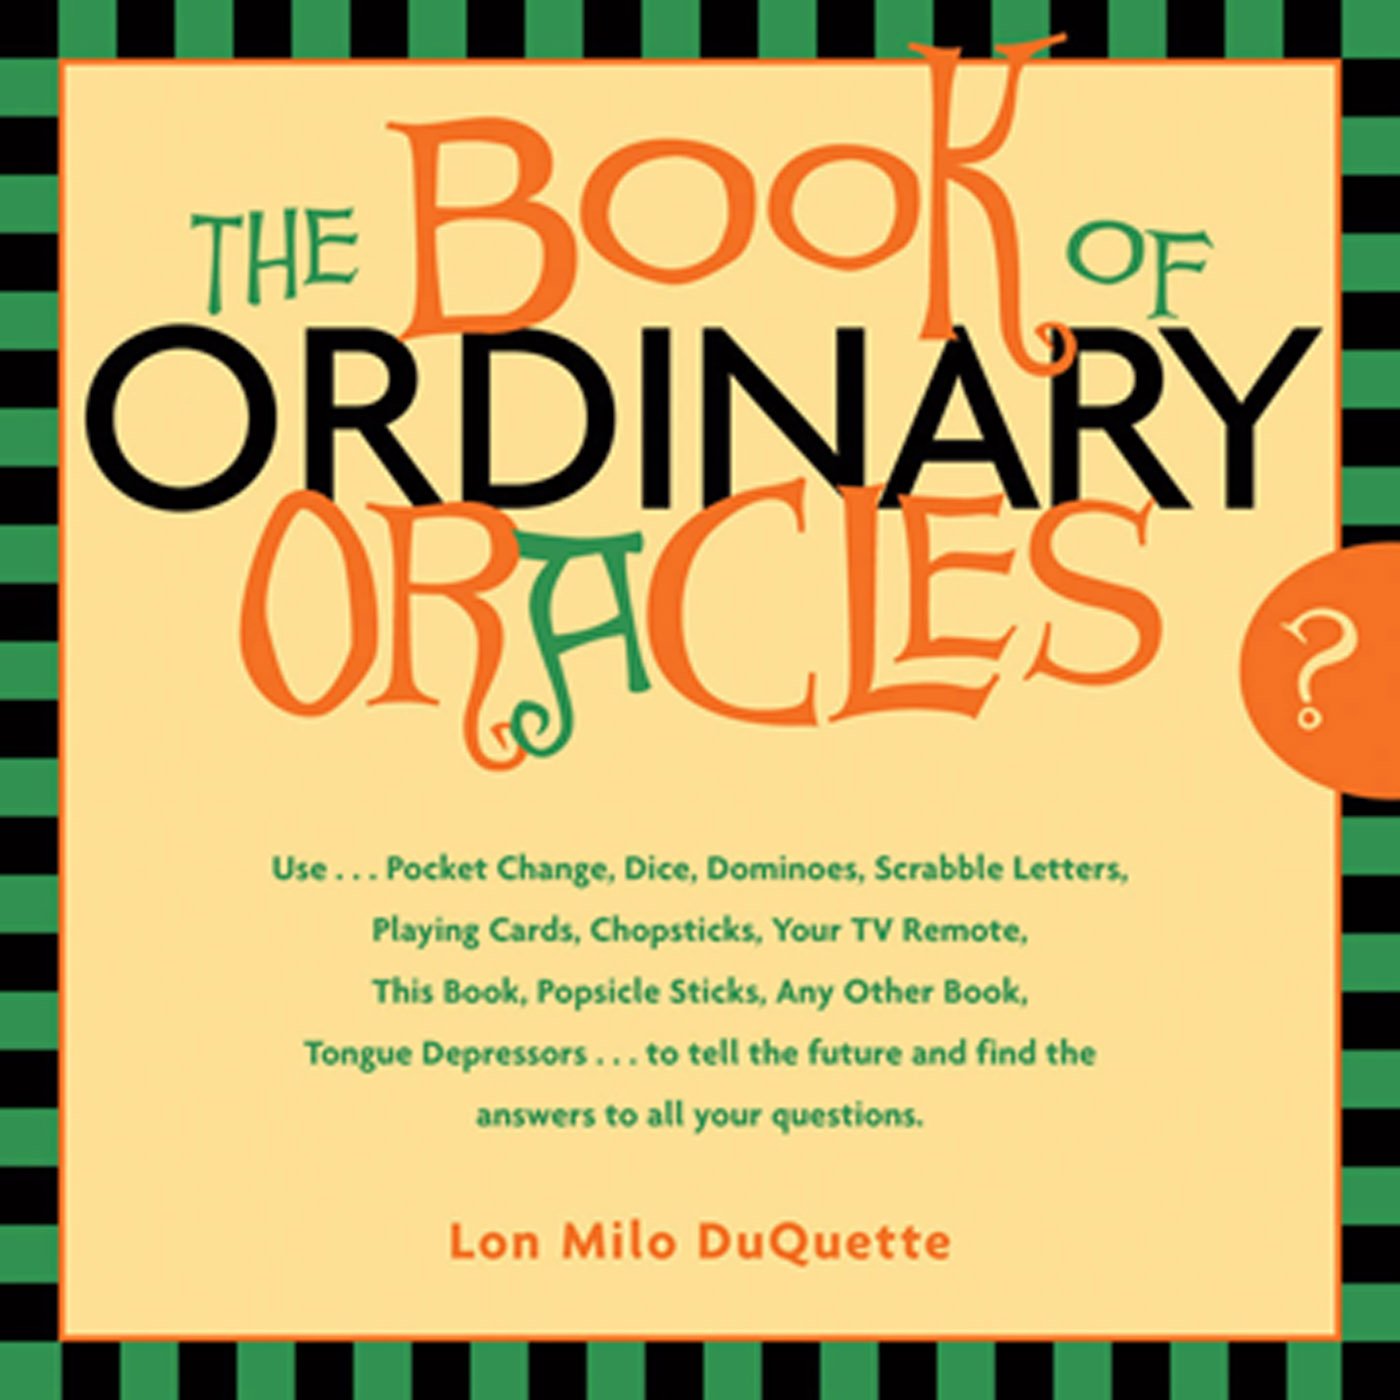 THE BOOK OF
ORDINARY
ORACLES
?
Use . . . Pocket Change, Dice, Dominoes, Scrabble Letters,
Playing Cards, Chopsticks, Your TV Remote,
This Book, Popsicle Sticks, Any Other Book,
Tongue Depressors . . . to tell the future and find the
answers to all your questions.
Lon Milo DuQuette